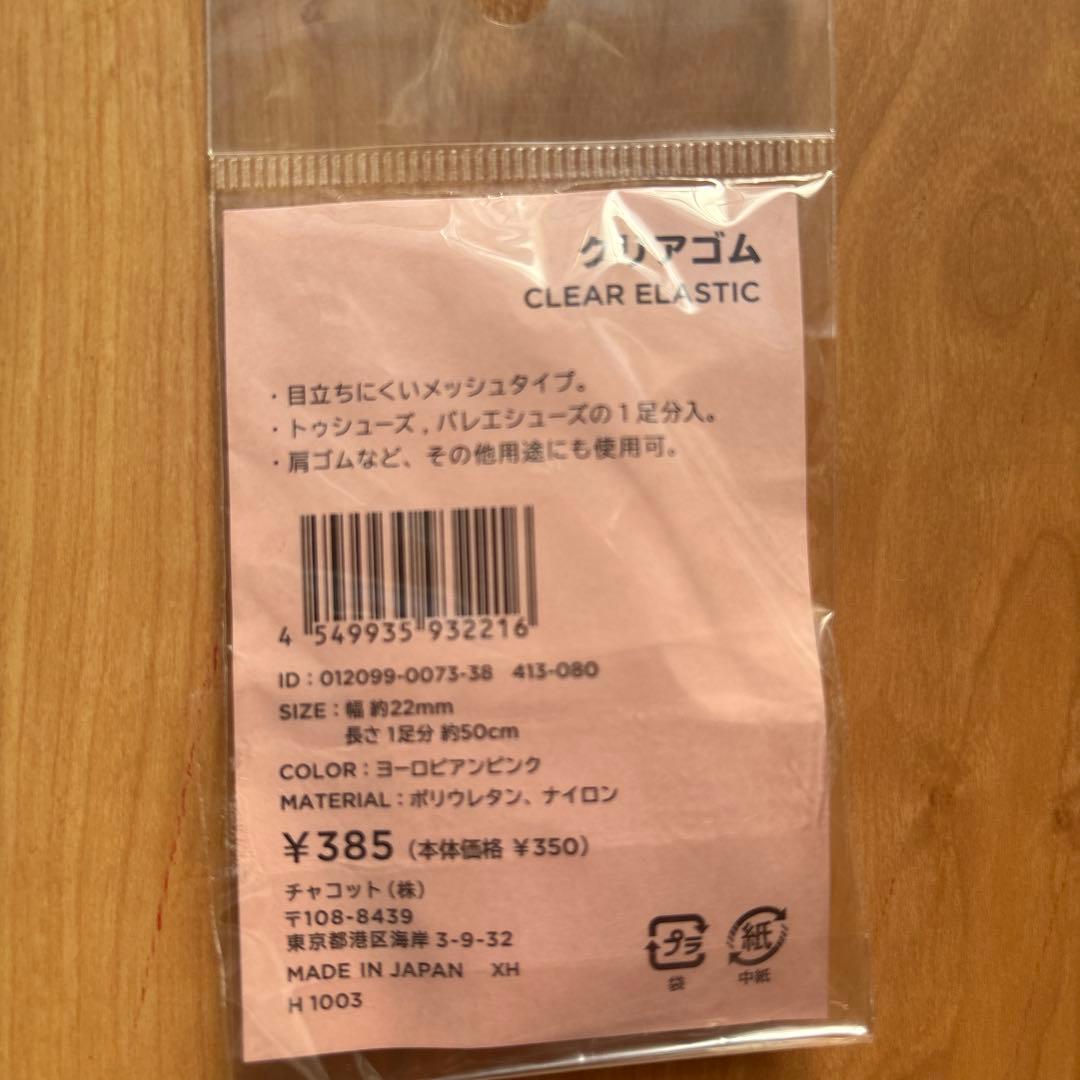 クリアゴム
CLEAR ELASTIC
・目立ちにくいメッシュタイプ。
・トゥシューズ,バレエシューズの1足分入。
・肩ゴムなど、その他用途にも使用可。
4 549935 932216
ID：012099-0073-38 413-080
SIZE：幅 約22mm
長さ 1足分 約50cm
COLOR：ヨーロピアンピンク
MATERIAL：ポリウレタン、ナイロン
￥385（本体価格 ￥350）
チャコット（株）
〒108-8439
東京都港区海岸 3-9-32
MADE IN JAPAN XH
H 1003
プラ
袋
紙
中紙